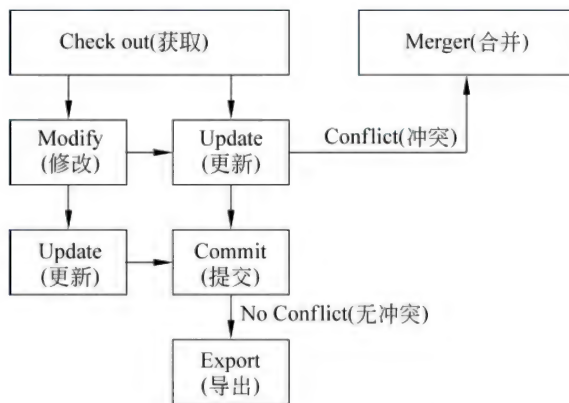 Check out(获取)
Merger(合并)
Modify
(修改)
Update
(更新)
Conflict(冲突)
Update
(更新)
Commit
(提交)
No Conflict(无冲突)
Export
(导出)